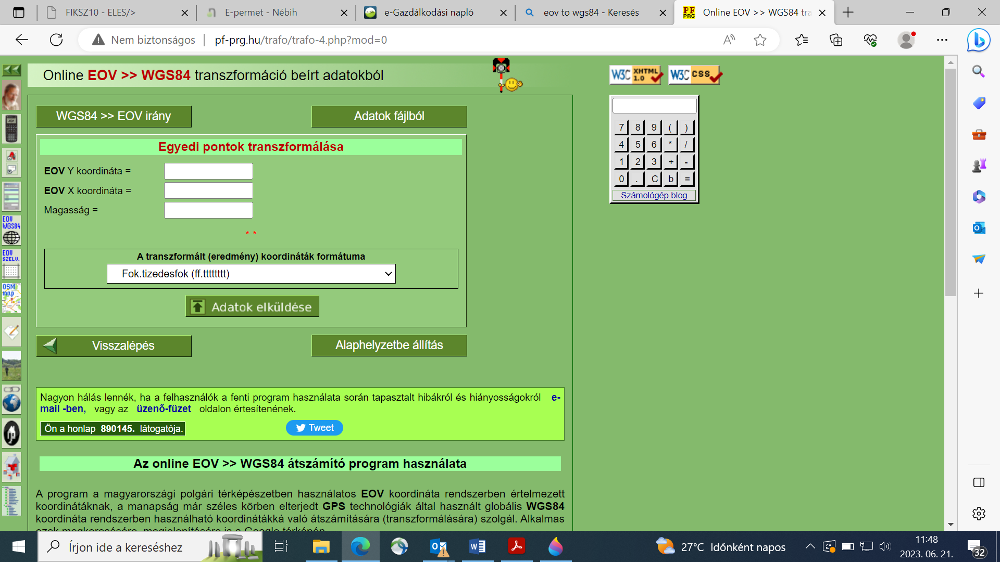 FIKSZ10 - ELES/>
E-permet - Nébih
e-Gazdálkodási napló
eov to wgs84 - Keresés
Online EOV >> WGS84 tra
Nem biztonságos
pf-prg.hu/trafo/trafo-4.php?mod=0
Online EOV >> WGS84 transzformáció beírt adatokból
W3C XHTML 1.0
W3C CSS
WGS84 >> EOV irány
Adatok fájlból
Egyedi pontok transzformálása
EOV Y koordináta =
EOV X koordináta =
Magasság =
* *
A transzformált (eredmény) koordináták formátuma
Fok.tizedesfok (ff.tttttttt)
Adatok elküldése
Visszalépés
Alaphelyzetbe állítás
7 8 9 ( )
4 5 6 * /
1 2 3 + -
0 . C b =
Számológép blog
EOV
WGS84
EOV
SZELV.
OSM
map
Nagyon hálás lennék, ha a felhasználók a fenti program használata során tapasztalt hibákról és hiányosságokról e-
mail -ben, vagy az üzenő-füzet oldalon értesítenének.
Ön a honlap 890145. látogatója.
Tweet
Az online EOV >> WGS84 átszámító program használata
A program a magyarországi polgári térképészetben használatos EOV koordináta rendszerben értelmezett
koordinátáknak, a manapság már széles körben elterjedt GPS technológiák által használt globális WGS84
koordináta rendszerben használható koordinátákká való átszámítására (transzformálására) szolgál. Alkalmas
ezek megkeresésére, megjelenítésére is a Google térképén.
Írjon ide a kereséshez
27°C Időnként napos
11:48
2023. 06. 21.
32